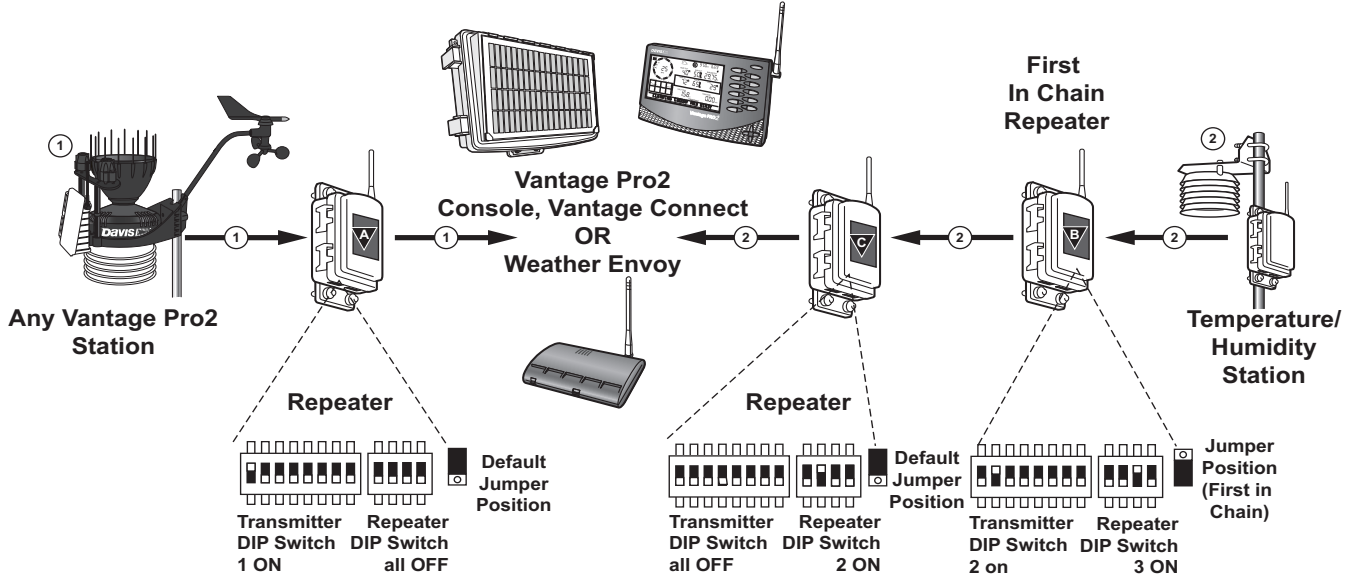 First
In Chain
Repeater
1
2
DAVIS
Vantage Pro2
Console, Vantage Connect
OR
Weather Envoy
A
1
1
2
C
2
B
2
Any Vantage Pro2
Station
Temperature/
Humidity
Station
Repeater
Repeater
Default
Jumper
Position
Default
Jumper
Position
Jumper
Position
(First in
Chain)
Transmitter
DIP Switch
1 ON
Repeater
DIP Switch
all OFF
Transmitter
DIP Switch
all OFF
Repeater
DIP Switch
2 ON
Transmitter
DIP Switch
2 on
Repeater
DIP Switch
3 ON